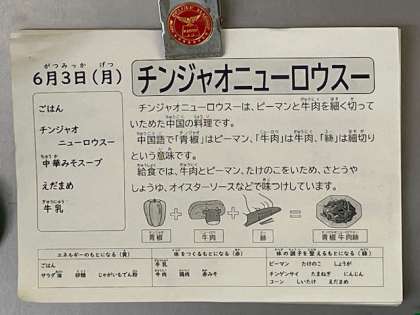 6月3日(月)
がつみっか げつ
ごはん
チンジャオ
ニューロウスー
中華みそスープ
えだまめ
牛乳
チンジャオニューロウスー
チンジャオニューロウスーは、ピーマンと牛肉を細く切って
いためた中国の料理です。
中国語で「青椒」はピーマン、「牛肉」は牛肉、「絲」は細切り
という意味です。
給食では、牛肉とピーマン、たけのこをいため、さとうや
しょうゆ、オイスターソースなどで味つけしています。
青椒 + 牛肉 + 絲 = 青椒牛肉絲
エネルギーのもとになる(黄)
ごはん
サラダ油 砂糖 じゃがいもでん粉
体をつくるもとになる(赤)
牛乳
牛肉 鶏肉 赤みそ
体の調子を整えるもとになる(緑)
ピーマン たけのこ しょうが
チンゲンサイ たまねぎ にんじん
コーン しいたけ えだまめ